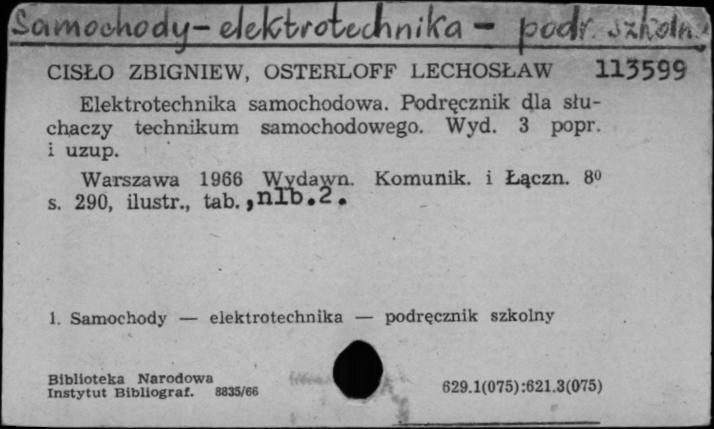 Samochody - elektrotechnika - podr. szkoln.
CISŁO ZBIGNIEW, OSTERLOFF LECHOSŁAW 113599
Elektrotechnika samochodowa. Podręcznik dla słu-
chaczy technikum samochodowego. Wyd. 3 popr.
i uzup.
Warszawa 1966 Wydawn. Komunik. i Łączn. 8⁰
s. 290, ilustr., tab., nlb.2.
1. Samochody — elektrotechnika — podręcznik szkolny
Biblioteka Narodowa
Instytut Bibliograf. 8835/66 629.1(075):621.3(075)